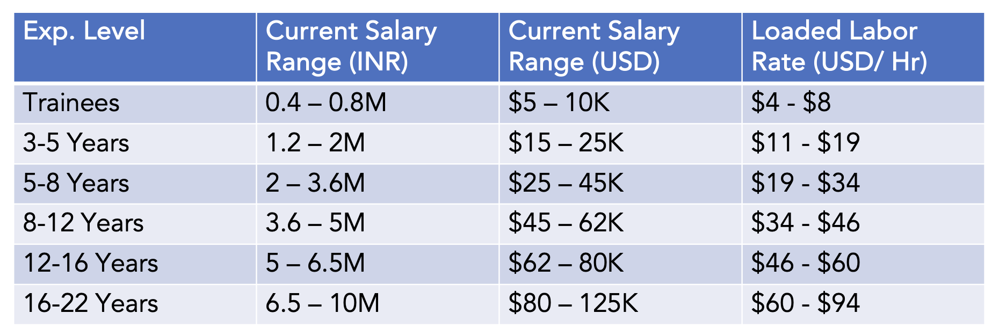 Exp. Level
Current Salary
Range (INR)
Current Salary
Range (USD)
Loaded Labor
Rate (USD/ Hr)
Trainees
0.4 – 0.8M
$5 – 10K
$4 - $8
3-5 Years
1.2 – 2M
$15 – 25K
$11 - $19
5-8 Years
2 – 3.6M
$25 – 45K
$19 - $34
8-12 Years
3.6 – 5M
$45 – 62K
$34 - $46
12-16 Years
5 – 6.5M
$62 – 80K
$46 - $60
16-22 Years
6.5 – 10M
$80 – 125K
$60 - $94